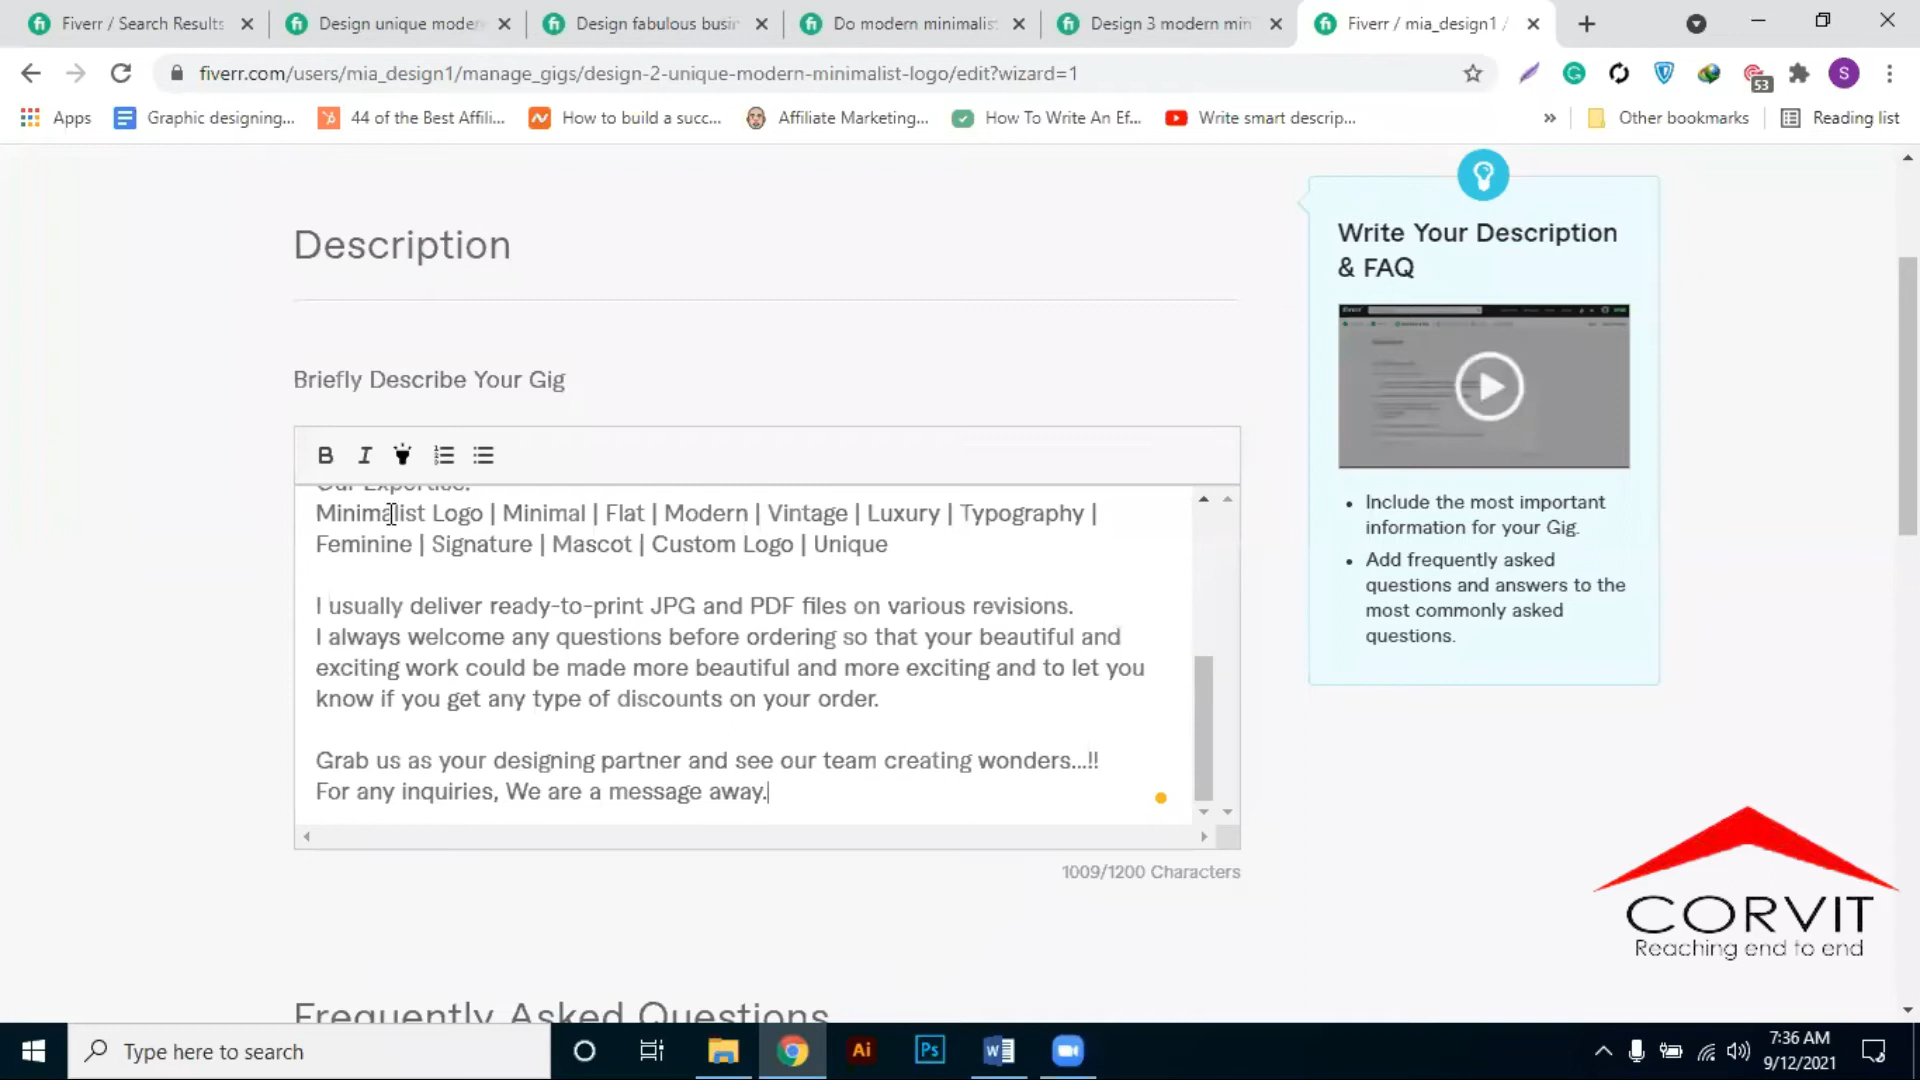 Fiverr / Search Results
Design unique moder
Design fabulous busin
Do modern minimalis
Design 3 modern min
Fiverr / mia_design1 /
fiverr.com/users/mia_design1/manage_gigs/design-2-unique-modern-minimalist-logo/edit?wizard=1
53
S
Apps
Graphic designing...
44 of the Best Affili...
How to build a succ...
Affiliate Marketing...
How To Write An Ef...
Write smart descrip...
»
Other bookmarks
Reading list
Description
Briefly Describe Your Gig
B I
Our Expertise:
Minimalist Logo | Minimal | Flat | Modern | Vintage | Luxury | Typography |
Feminine | Signature | Mascot | Custom Logo | Unique
I usually deliver ready-to-print JPG and PDF files on various revisions.
I always welcome any questions before ordering so that your beautiful and
exciting work could be made more beautiful and more exciting and to let you
know if you get any type of discounts on your order.
Grab us as your designing partner and see our team creating wonders...!!
For any inquiries, We are a message away.
1009/1200 Characters
Frequently Asked Questions
Write Your Description
& FAQ
• Include the most important
information for your Gig.
• Add frequently asked
questions and answers to the
most commonly asked
questions.
CORVIT
Reaching end to end
Type here to search
Ai
Ps
7:36 AM
9/12/2021